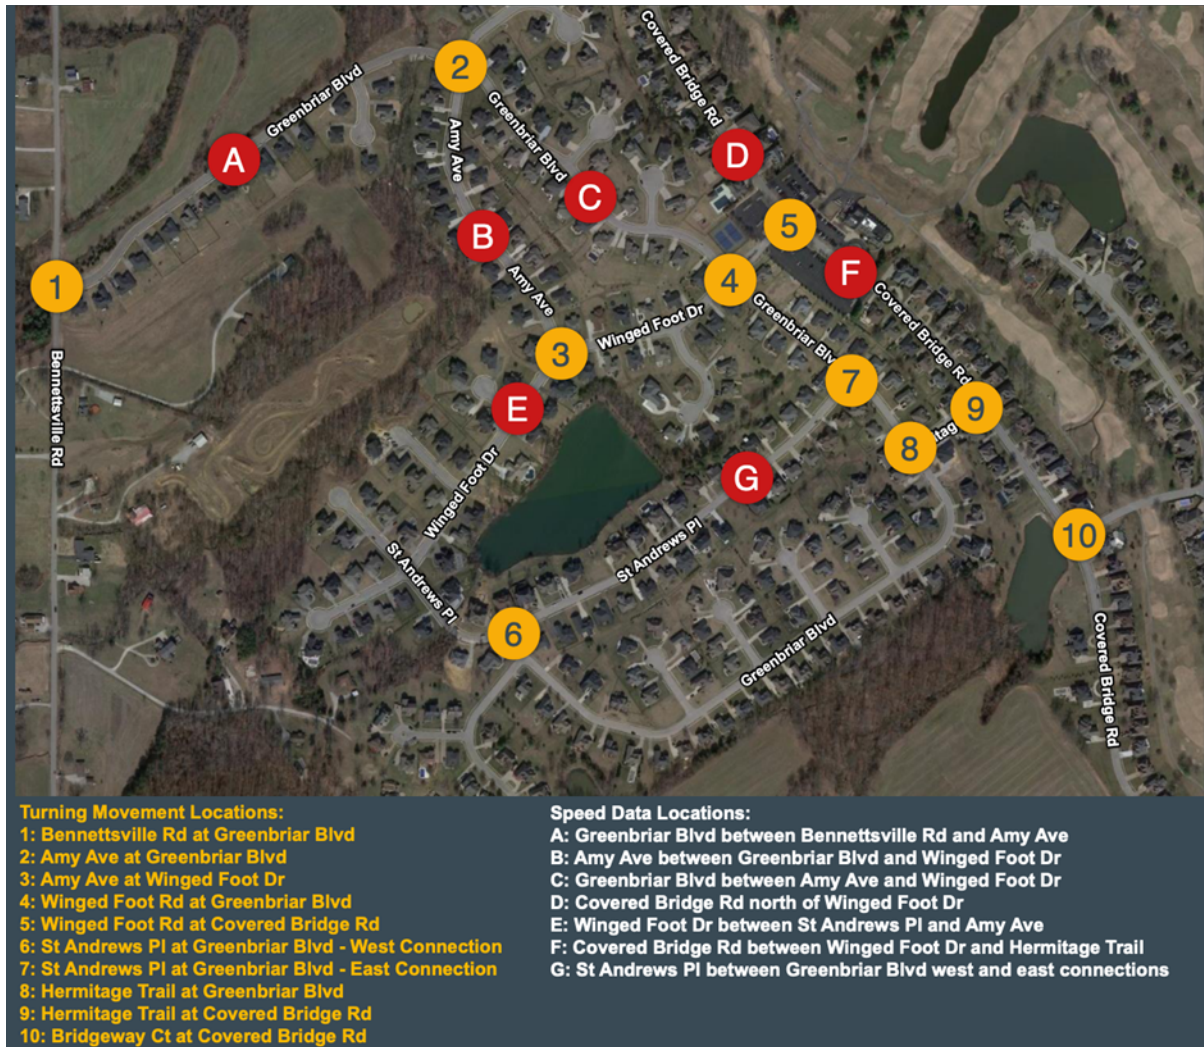 Covered Bridge Rd
2
Greenbriar Blvd
Greenbriar Blvd
Amy Ave
A
D
C
B
5
F
4
1
Amy Ave
Covered Bridge Rd
Winged Foot Dr
Greenbriar Blv
3
7
Bennettsville Rd
E
9
8
tag
G
Winged Foot Dr
St Andrews Pl
St Andrews Pl
10
6
Greenbriar Blvd
Covered Bridge Rd
Turning Movement Locations:
1: Bennettsville Rd at Greenbriar Blvd
2: Amy Ave at Greenbriar Blvd
3: Amy Ave at Winged Foot Dr
4: Winged Foot Rd at Greenbriar Blvd
5: Winged Foot Rd at Covered Bridge Rd
6: St Andrews Pl at Greenbriar Blvd - West Connection
7: St Andrews Pl at Greenbriar Blvd - East Connection
8: Hermitage Trail at Greenbriar Blvd
9: Hermitage Trail at Covered Bridge Rd
10: Bridgeway Ct at Covered Bridge Rd
Speed Data Locations:
A: Greenbriar Blvd between Bennettsville Rd and Amy Ave
B: Amy Ave between Greenbriar Blvd and Winged Foot Dr
C: Greenbriar Blvd between Amy Ave and Winged Foot Dr
D: Covered Bridge Rd north of Winged Foot Dr
E: Winged Foot Dr between St Andrews Pl and Amy Ave
F: Covered Bridge Rd between Winged Foot Dr and Hermitage Trail
G: St Andrews Pl between Greenbriar Blvd west and east connections